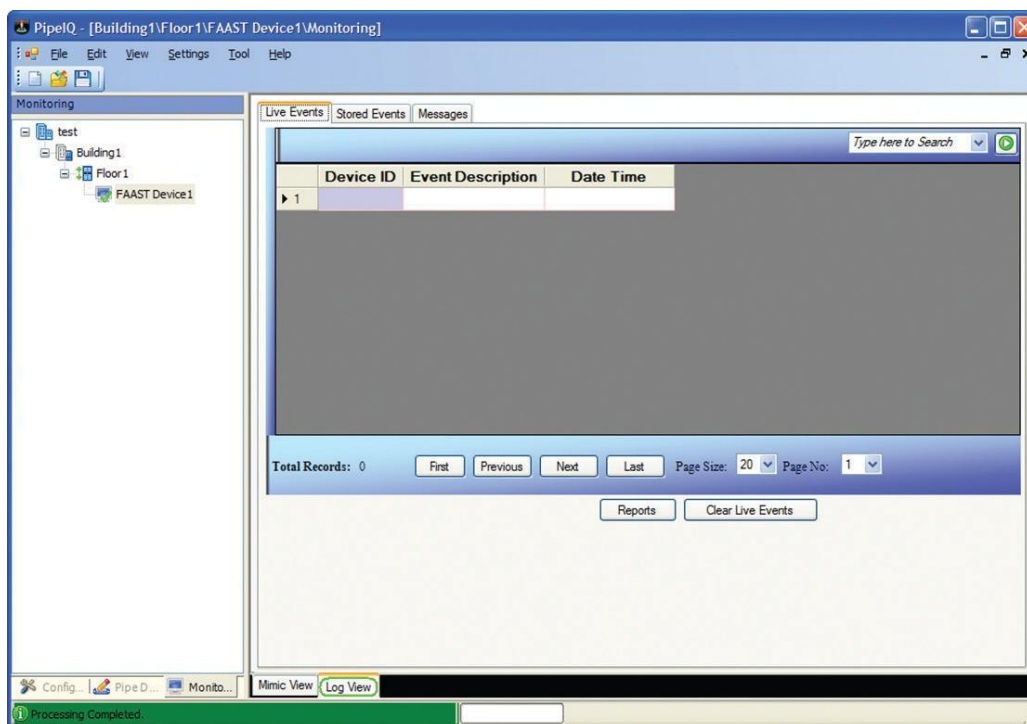 PipeIQ - [Building1\Floor1\FAAST Device1\Monitoring]
File Edit View Settings Tool Help
Monitoring
test
Building1
Floor1
FAAST Device1
Live Events Stored Events Messages
Type here to Search
Device ID Event Description Date Time
1
Total Records: 0 First Previous Next Last Page Size: 20 Page No: 1
Reports Clear Live Events
Config... Pipe D... Monito... Mimic View Log View
Processing Completed.